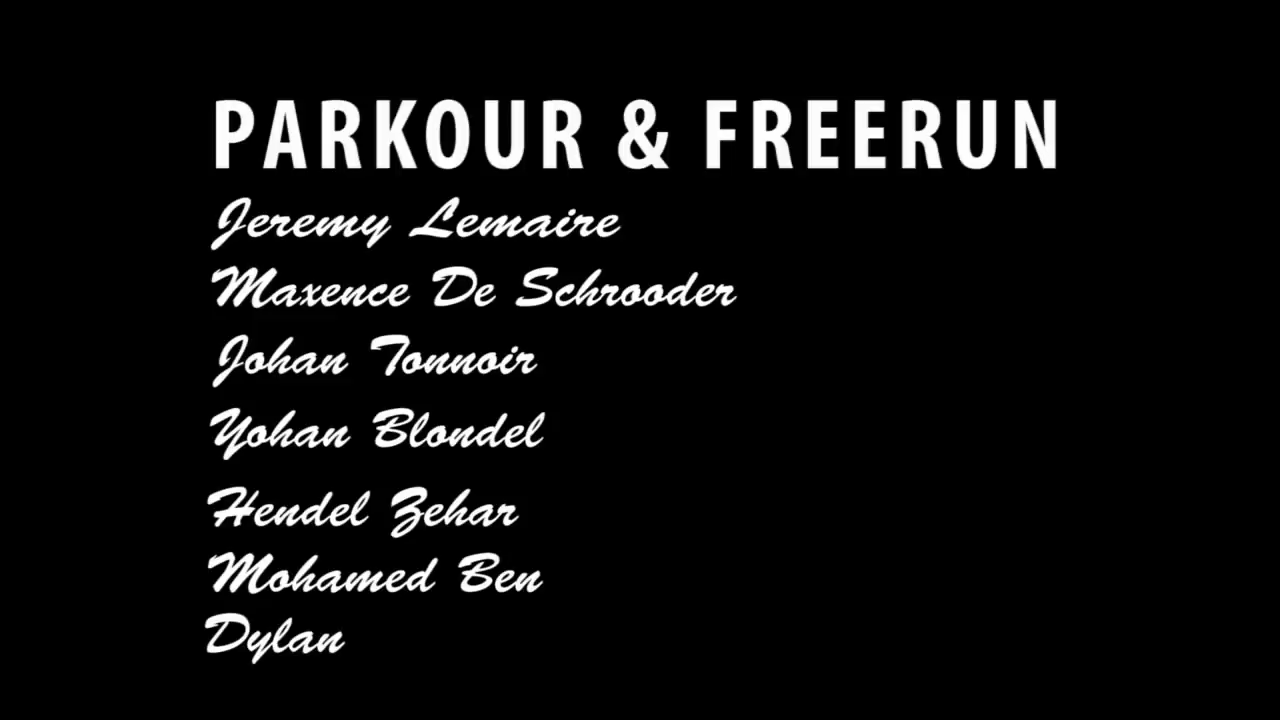 PARKOUR & FREERUN
Jeremy Lemaire
Maxence De Schrooder
Johan Tonnoir
Yohan Blondel
Hendel Zehar
Mohamed Ben
Dylan